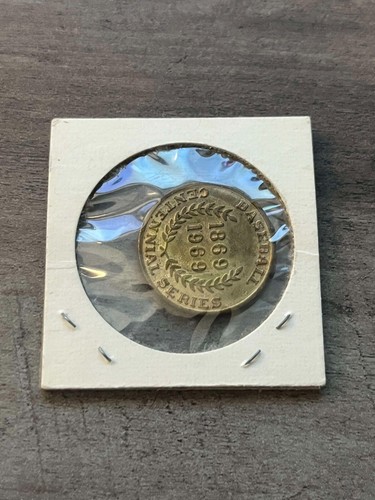 BASEBALL
CENTENNIAL
1869
1969
SERIES